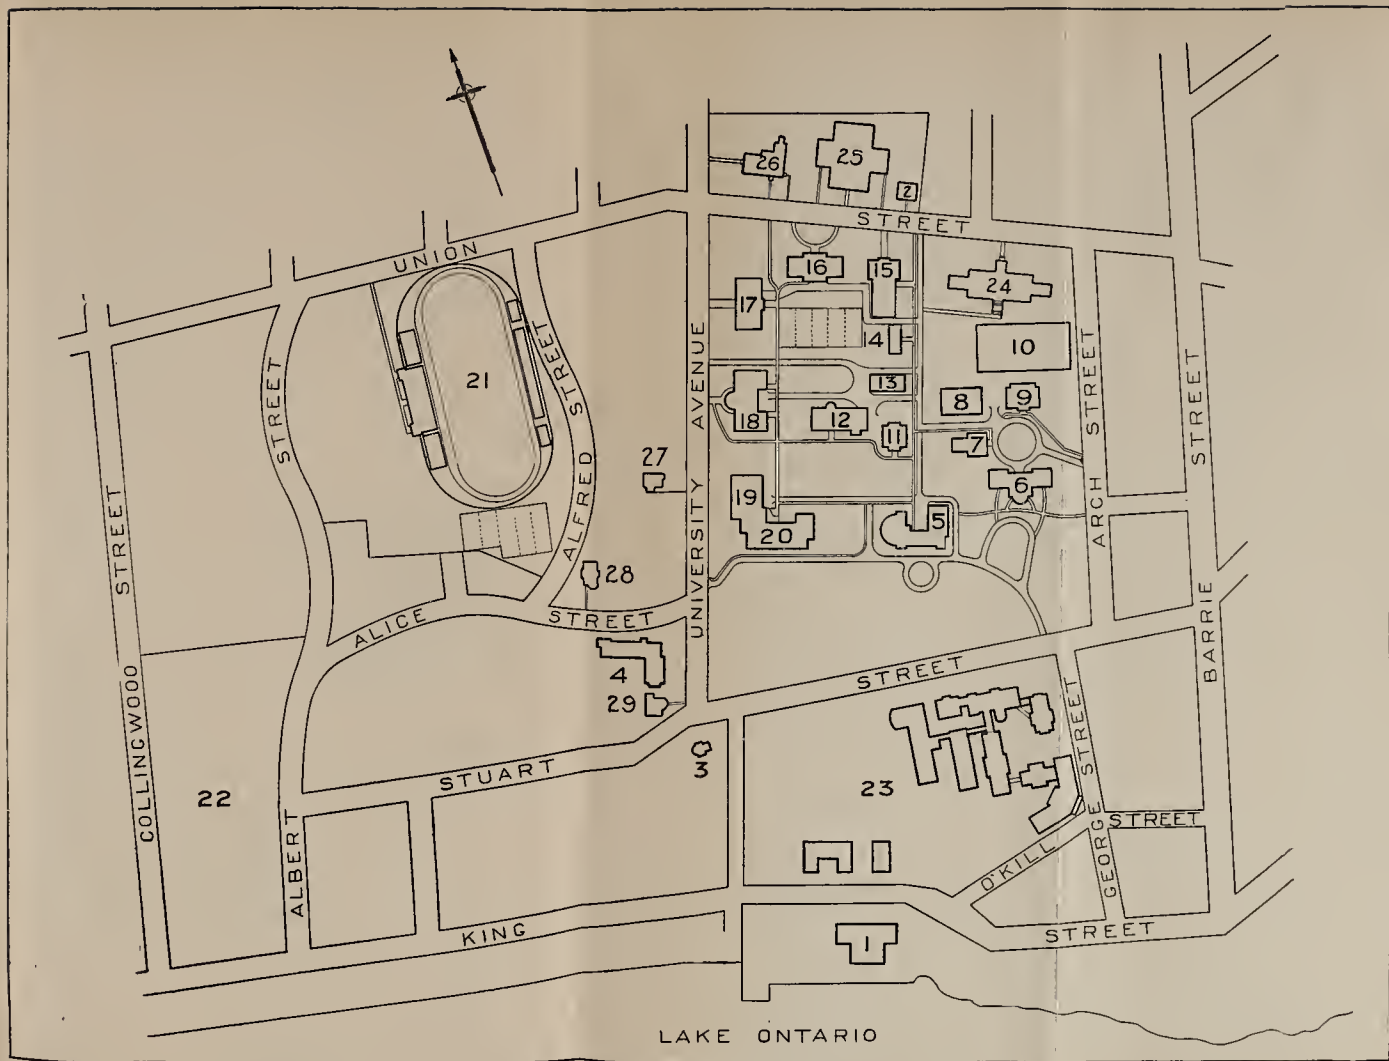 26
25
2
STREET
UNION
16
15
24
17
14
10
21
STREET
STREET
UNIVERSITY AVENUE
13
8
9
18
12
11
7
27
6
19
20
5
ALFRED STREET
ARCH STREET
STREET
STREET
28
ALICE
STREET
4
29
STREET
BARRIE
COLLINGWOOD
22
STUART
3
23
STREET
GEORGE
STREET
O'KILL
ALBERT
KING
STREET
1
LAKE ONTARIO